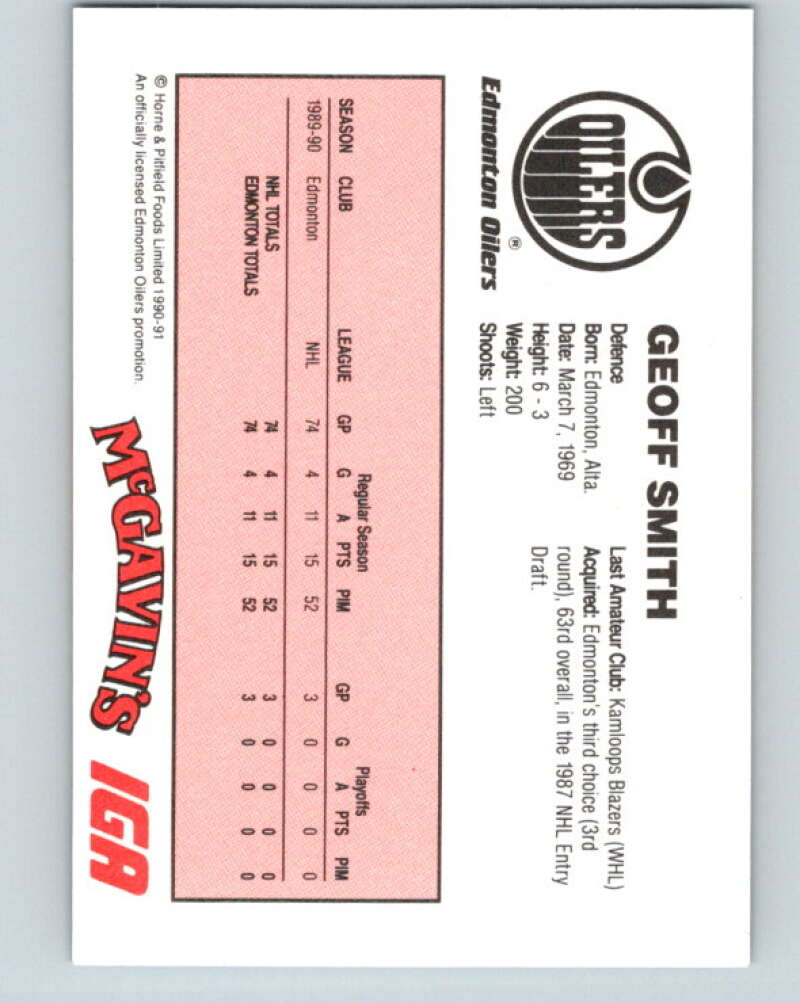 OILERS
®
Edmonton Oilers
GEOFF SMITH
Defence
Born: Edmonton, Alta.
Date: March 7, 1969
Height: 6 - 3
Weight: 200
Shoots: Left
Last Amateur Club: Kamloops Blazers (WHL)
Acquired: Edmonton's third choice (3rd
round), 63rd overall, in the 1987 NHL Entry
Draft.
Regular Season Playoffs
SEASON CLUB LEAGUE GP G A PTS PIM GP G A PTS PIM
1989-90 Edmonton NHL 74 4 11 15 52 3 0 0 0 0
NHL TOTALS 74 4 11 15 52 3 0 0 0 0
EDMONTON TOTALS 74 4 11 15 52 3 0 0 0 0
© Horne & Pitfield Foods Limited 1990-91
An officially licensed Edmonton Oilers promotion.
McGAVIN'S IGA